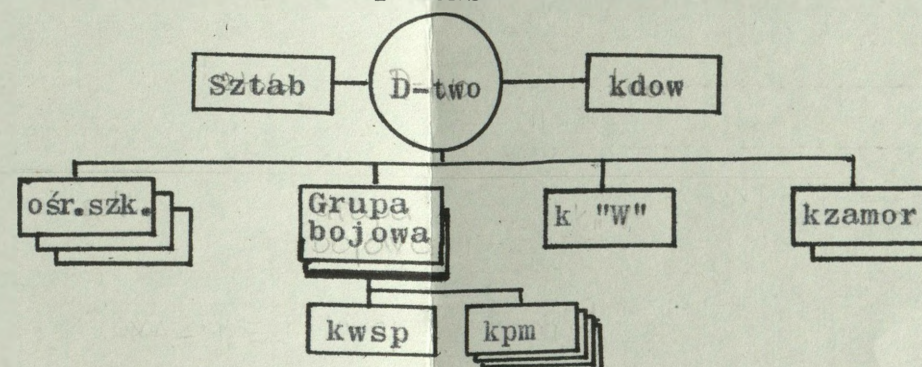 Sztab
D-two
kdow
ośr.szk.
Grupa
bojowa
k "W"
kzamor
kwsp
kpm